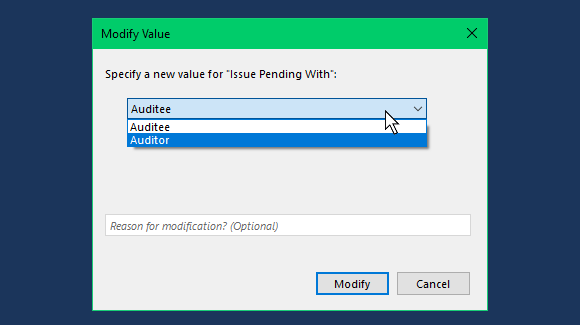 Modify Value
Specify a new value for "Issue Pending With":
Auditee
Auditee
Auditor
Reason for modification? (Optional)
Modify
Cancel